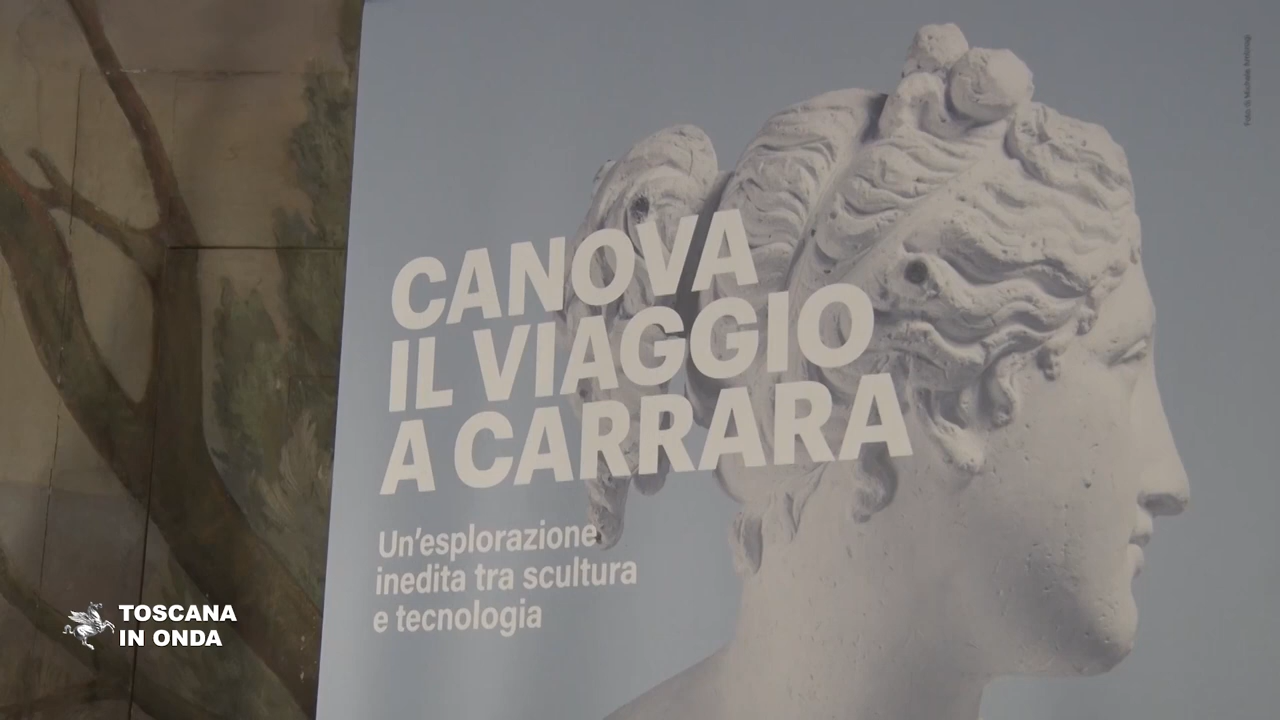 CANOVA
IL VIAGGIO
A CARRARA
Un'esplorazione
inedita tra scultura
e tecnologia
TOSCANA
IN ONDA